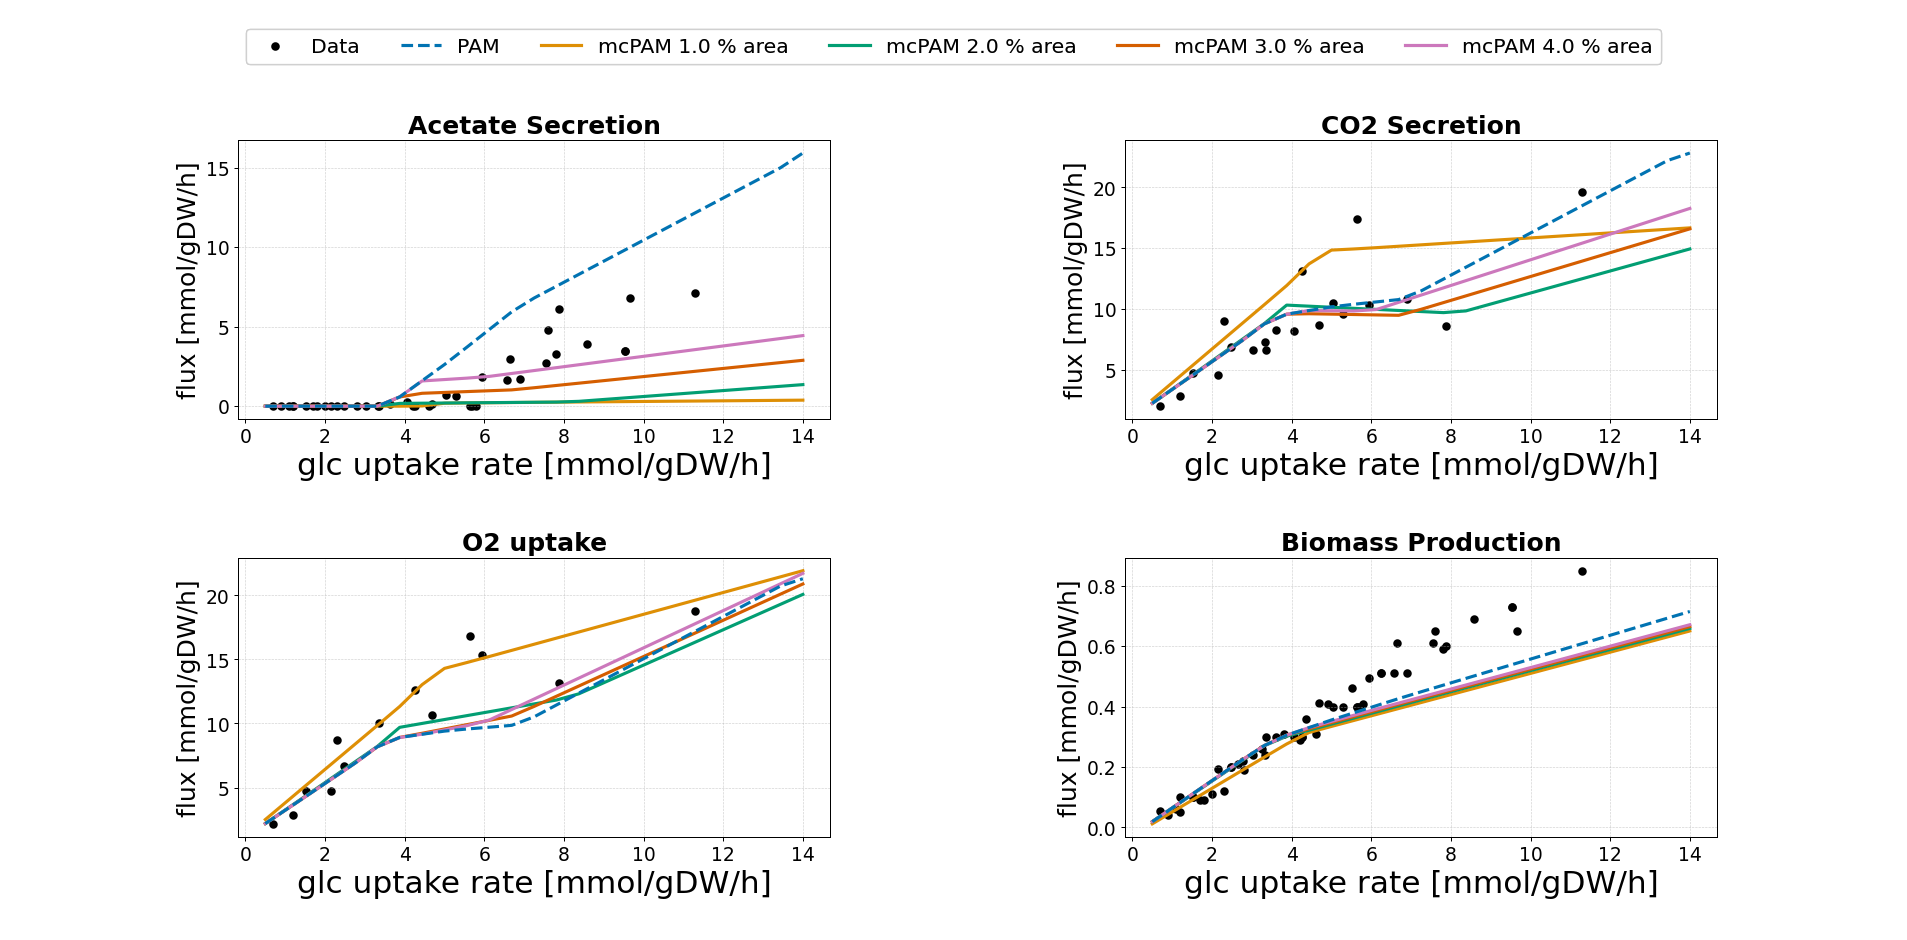 Data PAM mcPAM 1.0 % area mcPAM 2.0 % area mcPAM 3.0 % area mcPAM 4.0 % area
Acetate Secretion
15
10
5
0
flux [mmol/gDW/h]
0 2 4 6 8 10 12 14
glc uptake rate [mmol/gDW/h]
CO2 Secretion
20
15
10
5
flux [mmol/gDW/h]
0 2 4 6 8 10 12 14
glc uptake rate [mmol/gDW/h]
O2 uptake
20
15
10
5
flux [mmol/gDW/h]
0 2 4 6 8 10 12 14
glc uptake rate [mmol/gDW/h]
Biomass Production
0.8
0.6
0.4
0.2
0.0
flux [mmol/gDW/h]
0 2 4 6 8 10 12 14
glc uptake rate [mmol/gDW/h]